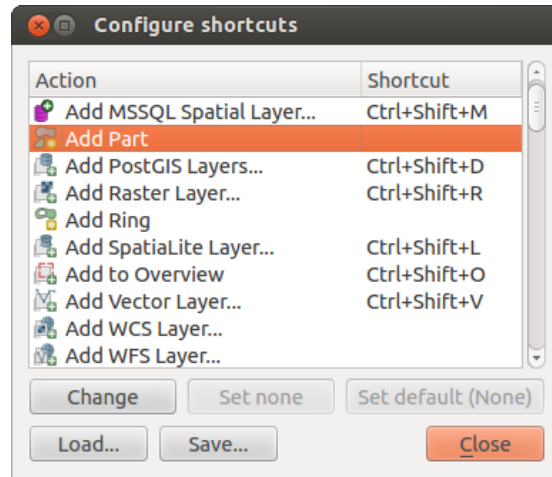 Configure shortcuts
Action Shortcut
Add MSSQL Spatial Layer... Ctrl+Shift+M
Add Part
Add PostGIS Layers... Ctrl+Shift+D
Add Raster Layer... Ctrl+Shift+R
Add Ring
Add SpatiaLite Layer... Ctrl+Shift+L
Add to Overview Ctrl+Shift+O
Add Vector Layer... Ctrl+Shift+V
Add WCS Layer...
Add WFS Layer...
Change Set none Set default (None)
Load... Save... Close